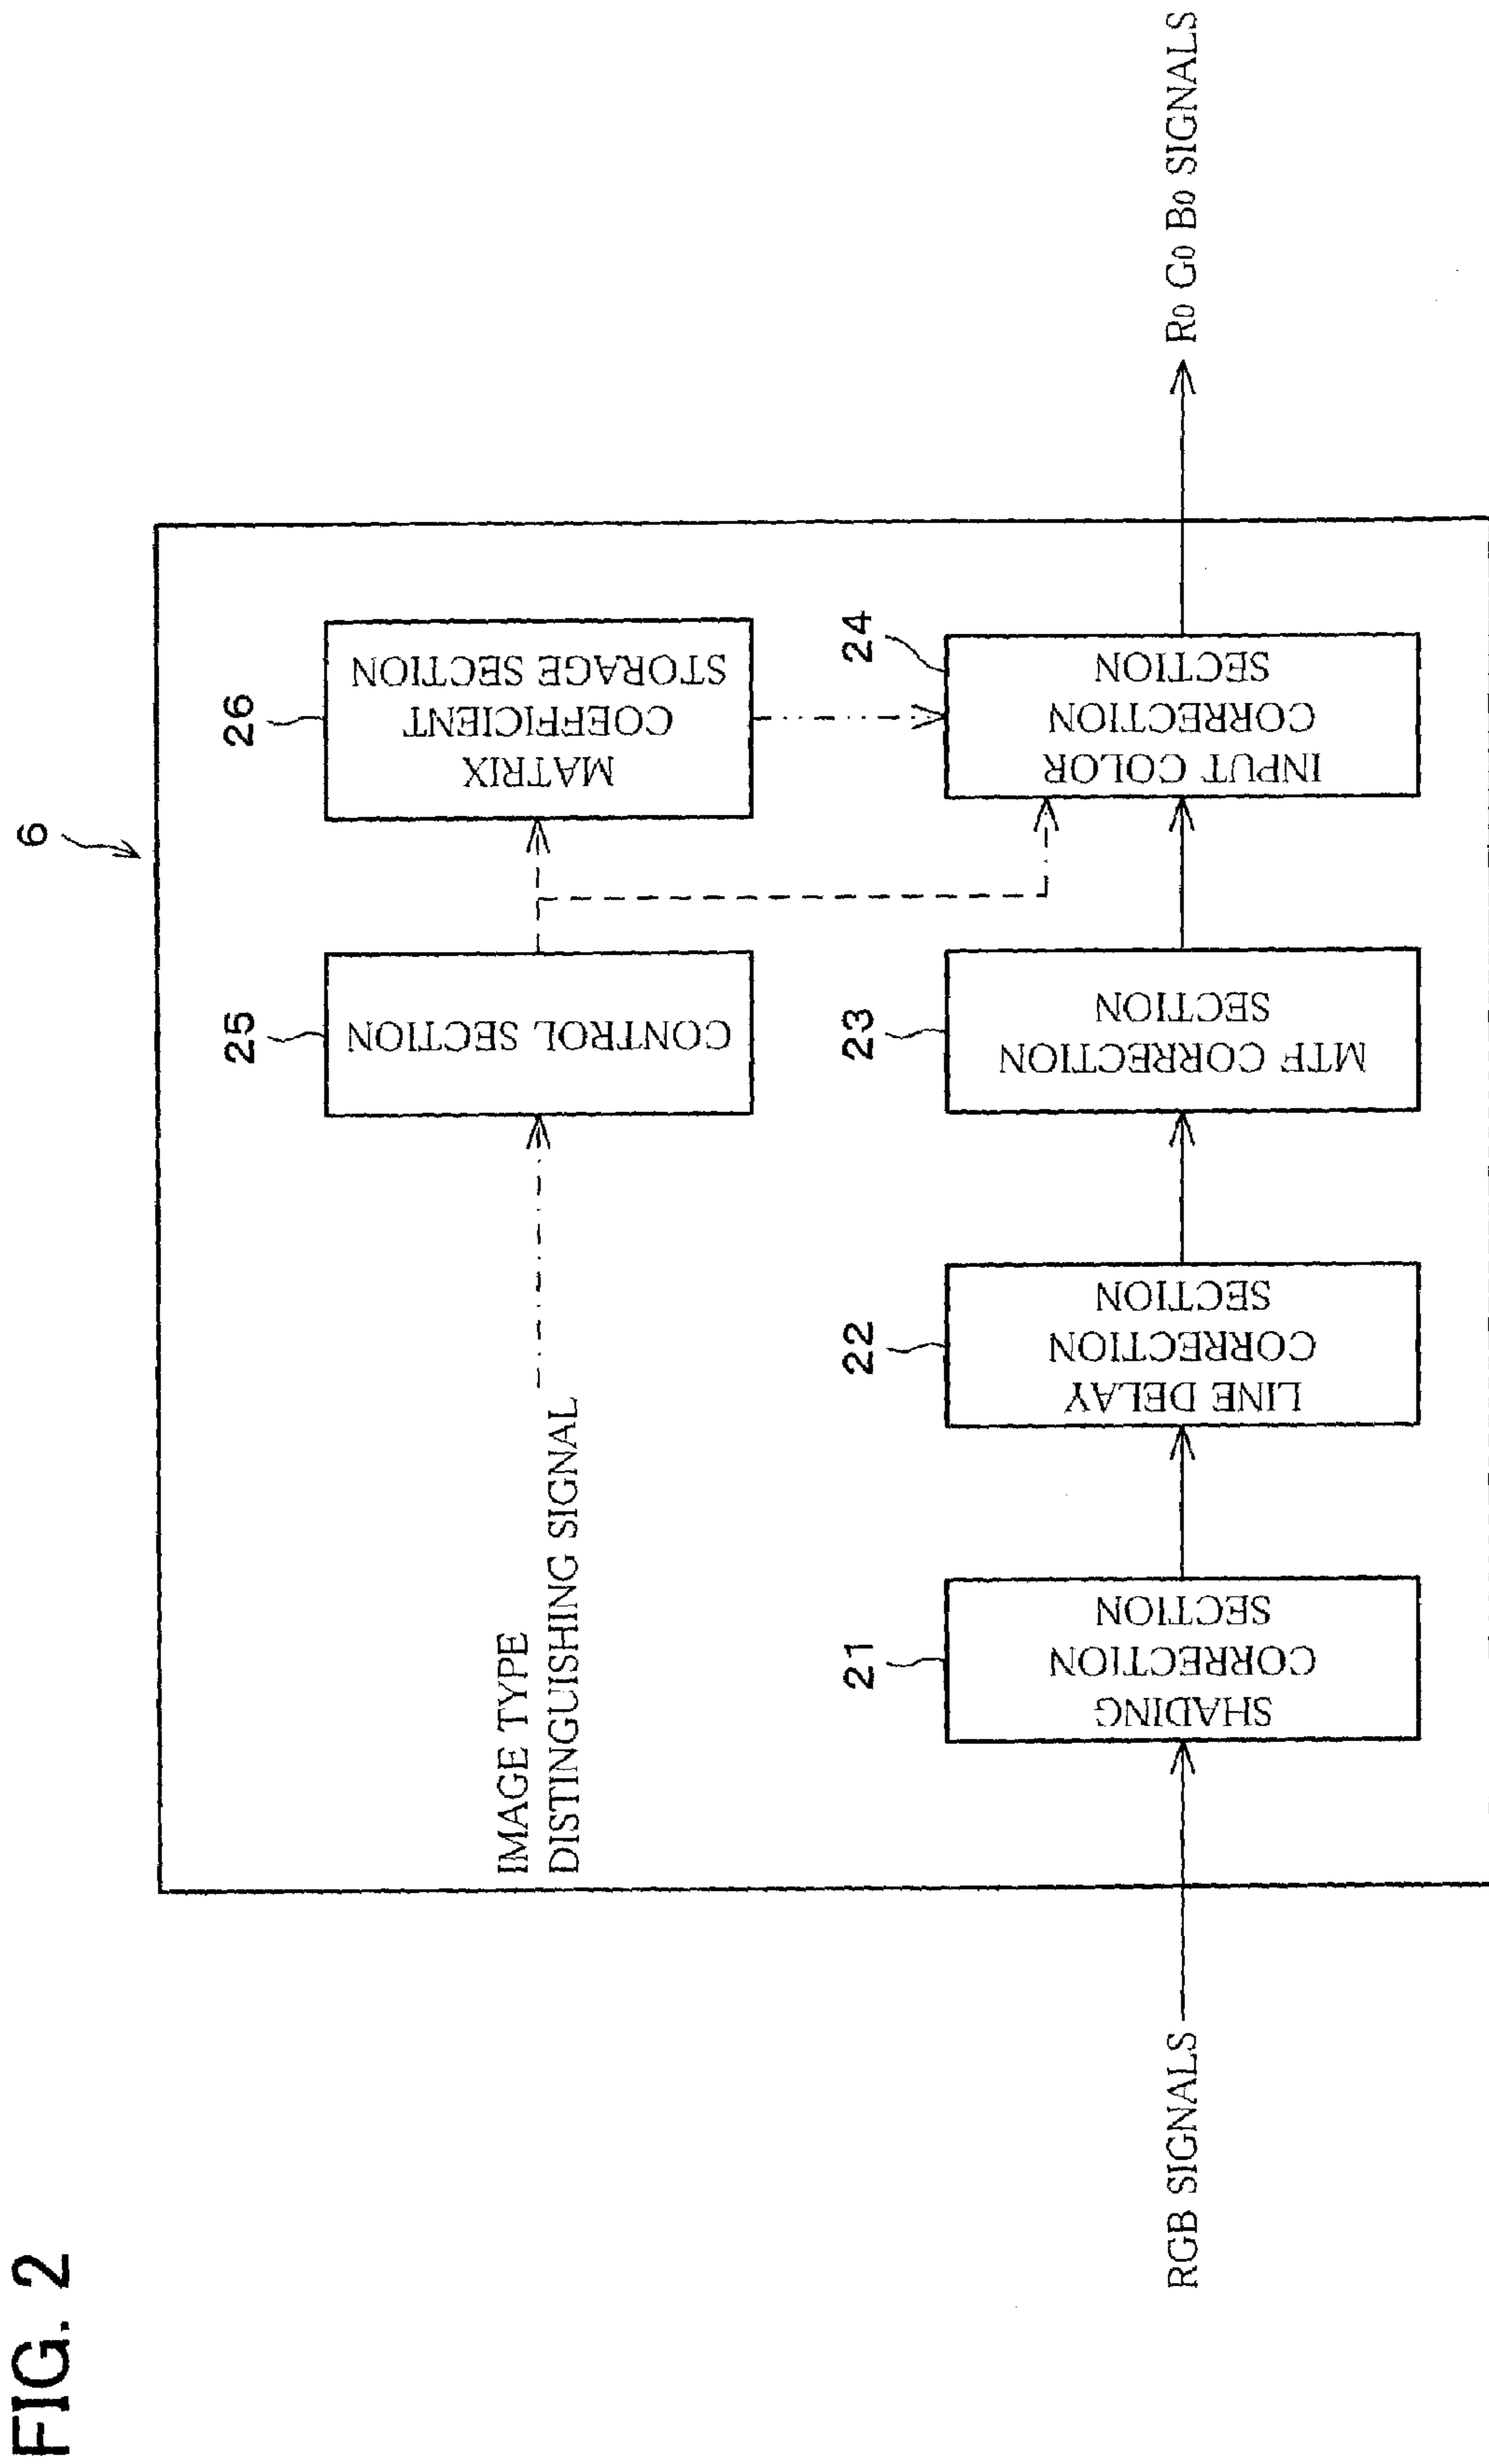 FIG. 2
6
26
MATRIX
COEFFICIENT
STORAGE SECTION
25
CONTROL SECTION
IMAGE TYPE
DISTINGUISHING SIGNAL
24
INPUT COLOR
CORRECTION
SECTION
23
MTF CORRECTION
SECTION
22
LINE DELAY
CORRECTION
SECTION
21
SHADING
CORRECTION
SECTION
RGB SIGNALS
R0 G0 B0 SIGNALS